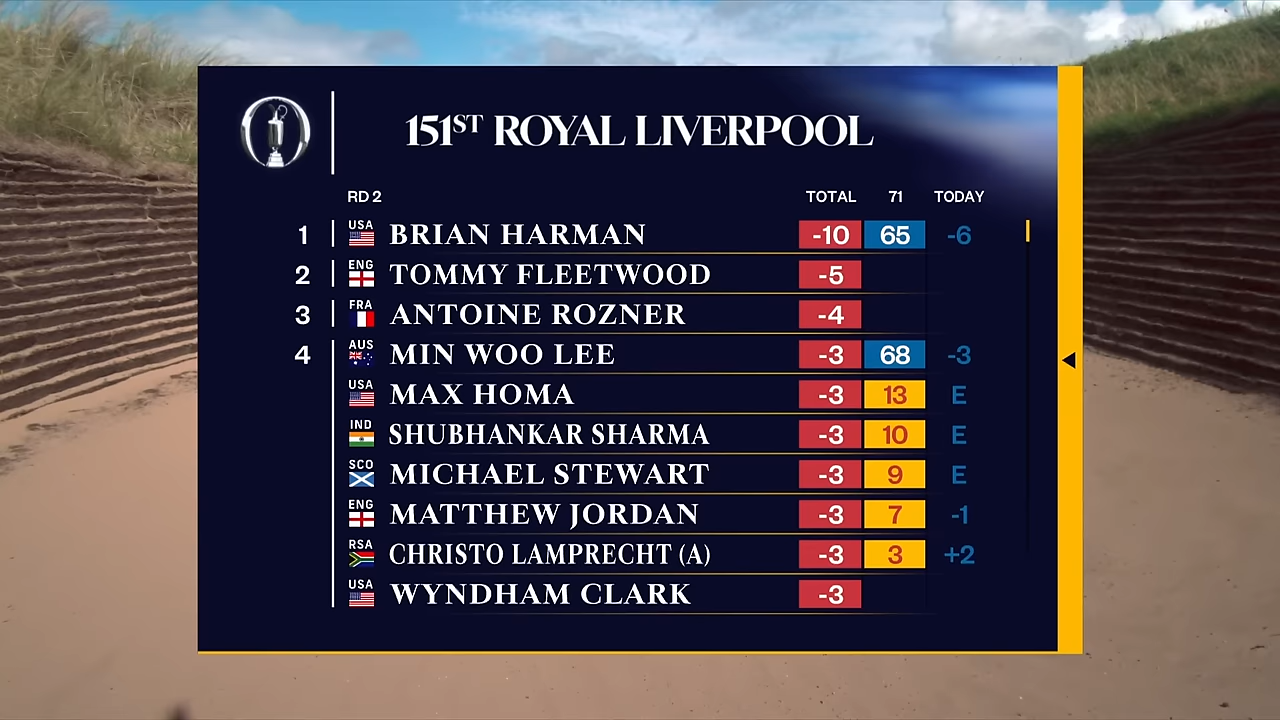 151ST ROYAL LIVERPOOL
RD 2 TOTAL 71 TODAY
1 USA BRIAN HARMAN -10 65 -6
2 ENG TOMMY FLEETWOOD -5
3 FRA ANTOINE ROZNER -4
4 AUS MIN WOO LEE -3 68 -3
USA MAX HOMA -3 13 E
IND SHUBHANKAR SHARMA -3 10 E
SCO MICHAEL STEWART -3 9 E
ENG MATTHEW JORDAN -3 7 -1
RSA CHRISTO LAMPRECHT (A) -3 3 +2
USA WYNDHAM CLARK -3